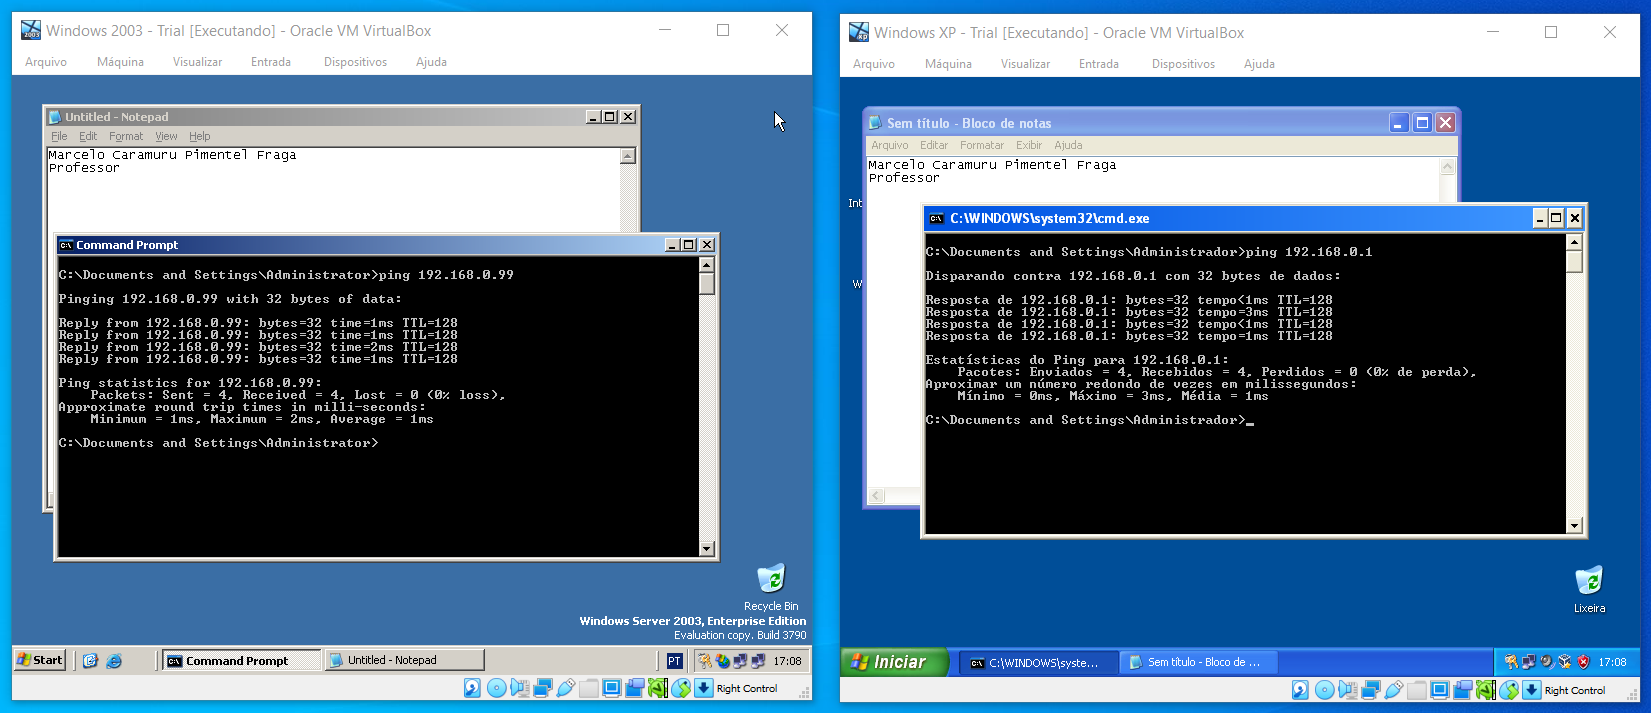 Windows 2003 - Trial [Executando] - Oracle VM VirtualBox
Arquivo Máquina Visualizar Entrada Dispositivos Ajuda
Untitled - Notepad
File Edit Format View Help
Marcelo Caramuru Pimentel Fraga
Professor
Command Prompt
C:\Documents and Settings\Administrator>ping 192.168.0.99
Pinging 192.168.0.99 with 32 bytes of data:
Reply from 192.168.0.99: bytes=32 time=1ms TTL=128
Reply from 192.168.0.99: bytes=32 time=1ms TTL=128
Reply from 192.168.0.99: bytes=32 time=2ms TTL=128
Reply from 192.168.0.99: bytes=32 time=1ms TTL=128
Ping statistics for 192.168.0.99:
Packets: Sent = 4, Received = 4, Lost = 0 (0% loss),
Approximate round trip times in milli-seconds:
Minimum = 1ms, Maximum = 2ms, Average = 1ms
C:\Documents and Settings\Administrator>
Recycle Bin
Windows Server 2003, Enterprise Edition
Evaluation copy. Build 3790
Start Command Prompt Untitled - Notepad PT 17:08
Right Control
Windows XP - Trial [Executando] - Oracle VM VirtualBox
Arquivo Máquina Visualizar Entrada Dispositivos Ajuda
Sem título - Bloco de notas
Arquivo Editar Formatar Exibir Ajuda
Marcelo Caramuru Pimentel Fraga
Professor
Int
W
C:\WINDOWS\system32\cmd.exe
C:\Documents and Settings\Administrador>ping 192.168.0.1
Disparando contra 192.168.0.1 com 32 bytes de dados:
Resposta de 192.168.0.1: bytes=32 tempo<1ms TTL=128
Resposta de 192.168.0.1: bytes=32 tempo=3ms TTL=128
Resposta de 192.168.0.1: bytes=32 tempo<1ms TTL=128
Resposta de 192.168.0.1: bytes=32 tempo=1ms TTL=128
Estatísticas do Ping para 192.168.0.1:
Pacotes: Enviados = 4, Recebidos = 4, Perdidos = 0 (0% de perda),
Aproximar um número redondo de vezes em milissegundos:
Mínimo = 0ms, Máximo = 3ms, Média = 1ms
C:\Documents and Settings\Administrador>
Lixeira
Iniciar C:\WINDOWS\syste... Sem título - Bloco de ... 17:08
Right Control